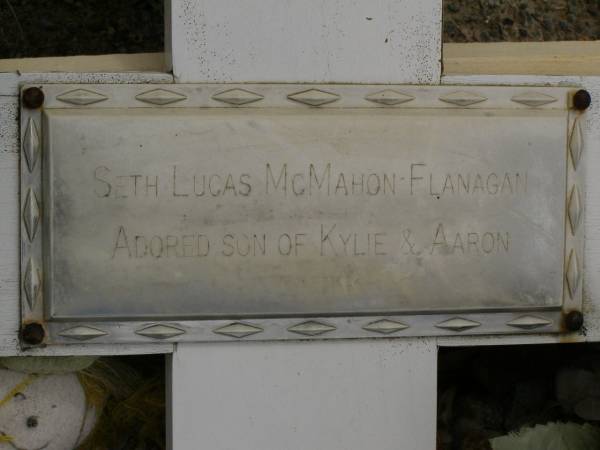 Seth Lucas McMahon-Flanagan
Adored son of Kylie & Aaron